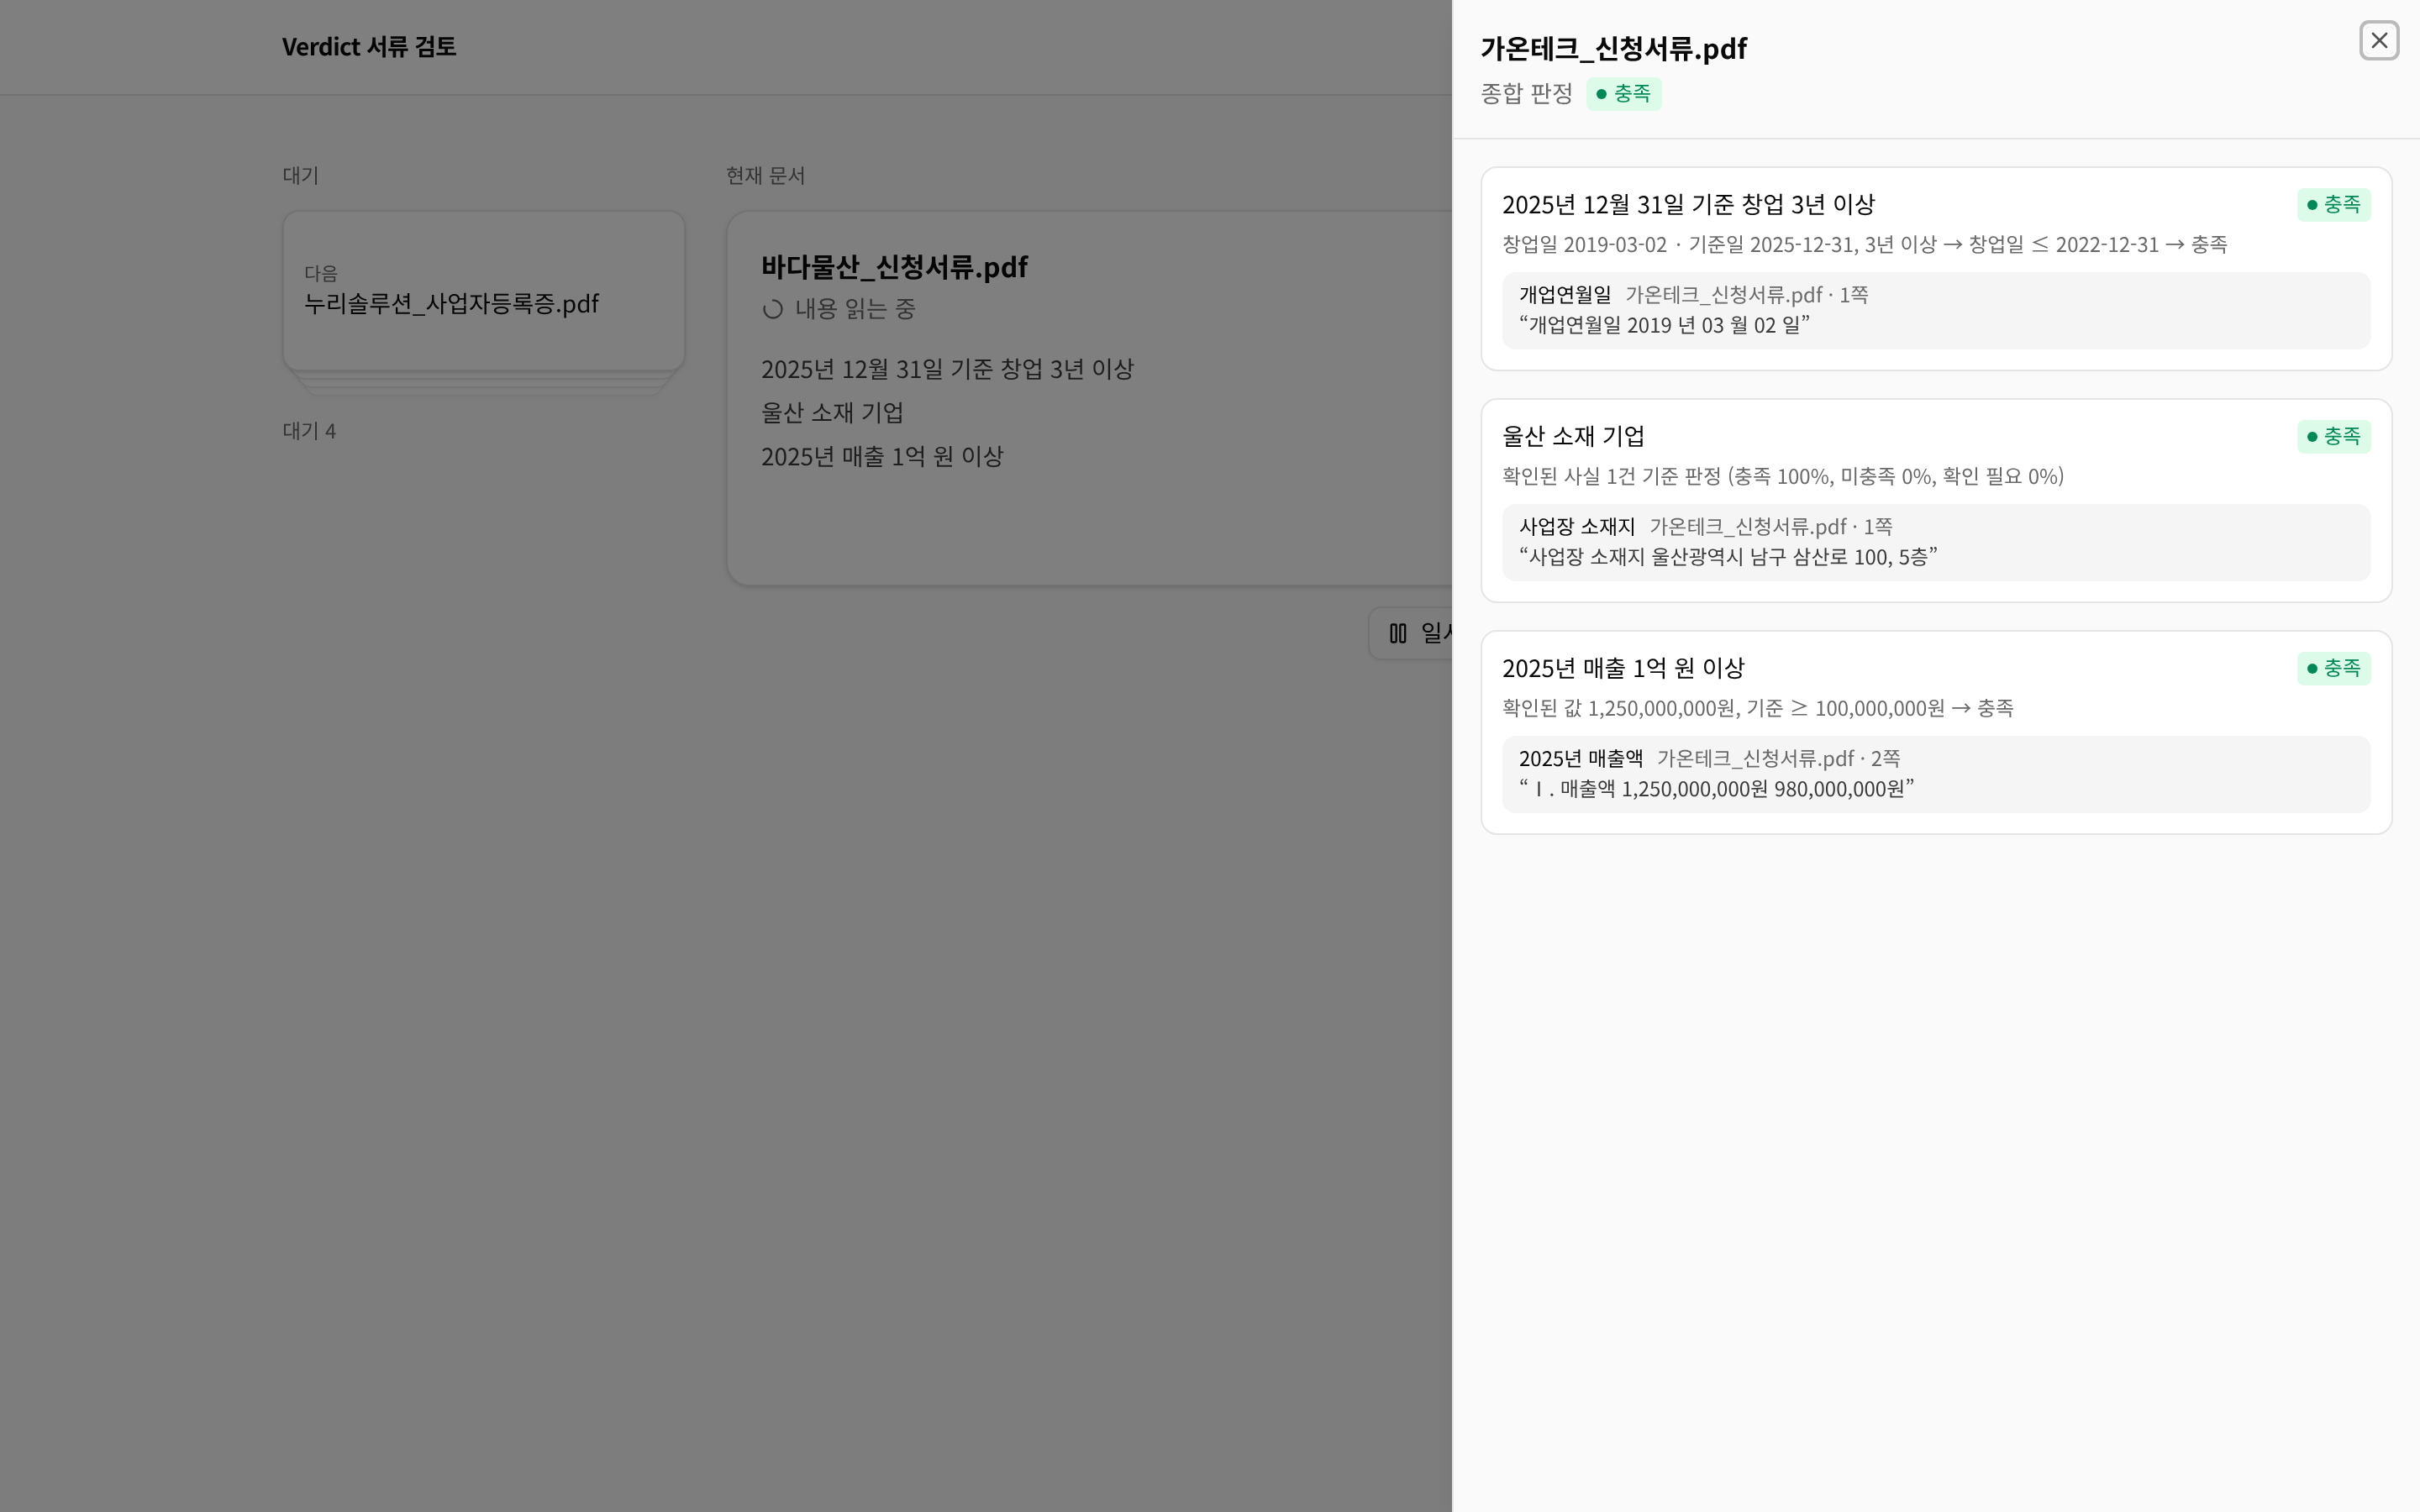 Verdict 서류 검토
대기
다음
누리솔루션_사업자등록증.pdf
대기 4
현재 문서
바다물산_신청서류.pdf
내용 읽는 중
2025년 12월 31일 기준 창업 3년 이상
울산 소재 기업
2025년 매출 1억 원 이상
가온테크_신청서류.pdf
종합 판정 충족
2025년 12월 31일 기준 창업 3년 이상 충족
창업일 2019-03-02 · 기준일 2025-12-31, 3년 이상 → 창업일 ≤ 2022-12-31 → 충족
개업연월일 가온테크_신청서류.pdf · 1쪽
“개업연월일 2019 년 03 월 02 일”
울산 소재 기업 충족
확인된 사실 1건 기준 판정 (충족 100%, 미충족 0%, 확인 필요 0%)
사업장 소재지 가온테크_신청서류.pdf · 1쪽
“사업장 소재지 울산광역시 남구 삼산로 100, 5층”
2025년 매출 1억 원 이상 충족
확인된 값 1,250,000,000원, 기준 ≥ 100,000,000원 → 충족
2025년 매출액 가온테크_신청서류.pdf · 2쪽
“Ⅰ. 매출액 1,250,000,000원 980,000,000원”